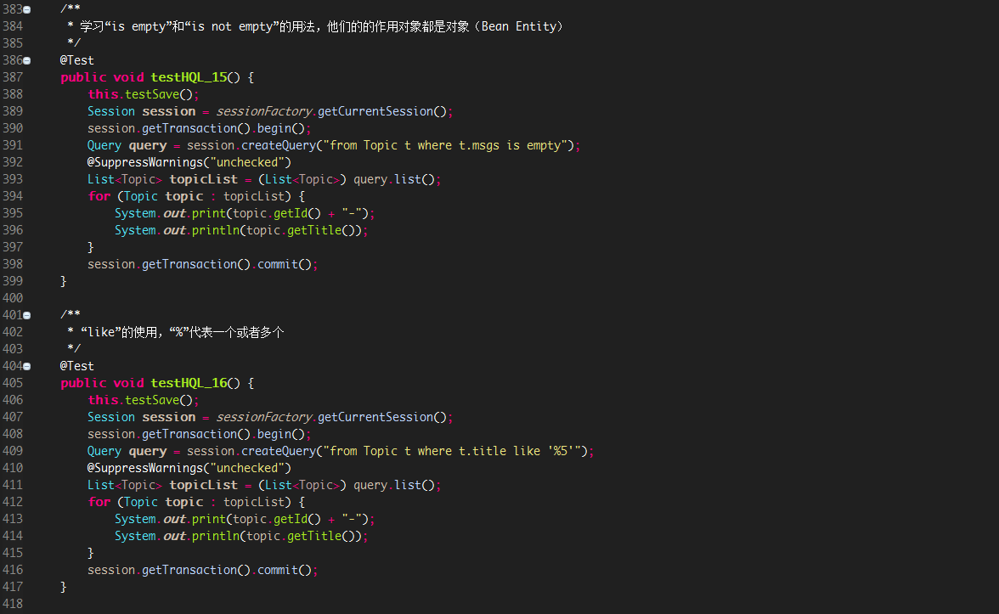 383 /**
384 * 学习“is empty”和“is not empty”的用法，他们的的作用对象都是对象（Bean Entity）
385 */
386 @Test
387 public void testHQL_15() {
388 this.testSave();
389 Session session = sessionFactory.getCurrentSession();
390 session.getTransaction().begin();
391 Query query = session.createQuery("from Topic t where t.msgs is empty");
392 @SuppressWarnings("unchecked")
393 List<Topic> topicList = (List<Topic>) query.list();
394 for (Topic topic : topicList) {
395 System.out.print(topic.getId() + "-");
396 System.out.println(topic.getTitle());
397 }
398 session.getTransaction().commit();
399 }
400
401 /**
402 * “like”的使用，“%”代表一个或者多个
403 */
404 @Test
405 public void testHQL_16() {
406 this.testSave();
407 Session session = sessionFactory.getCurrentSession();
408 session.getTransaction().begin();
409 Query query = session.createQuery("from Topic t where t.title like '%5'");
410 @SuppressWarnings("unchecked")
411 List<Topic> topicList = (List<Topic>) query.list();
412 for (Topic topic : topicList) {
413 System.out.print(topic.getId() + "-");
414 System.out.println(topic.getTitle());
415 }
416 session.getTransaction().commit();
417 }
418